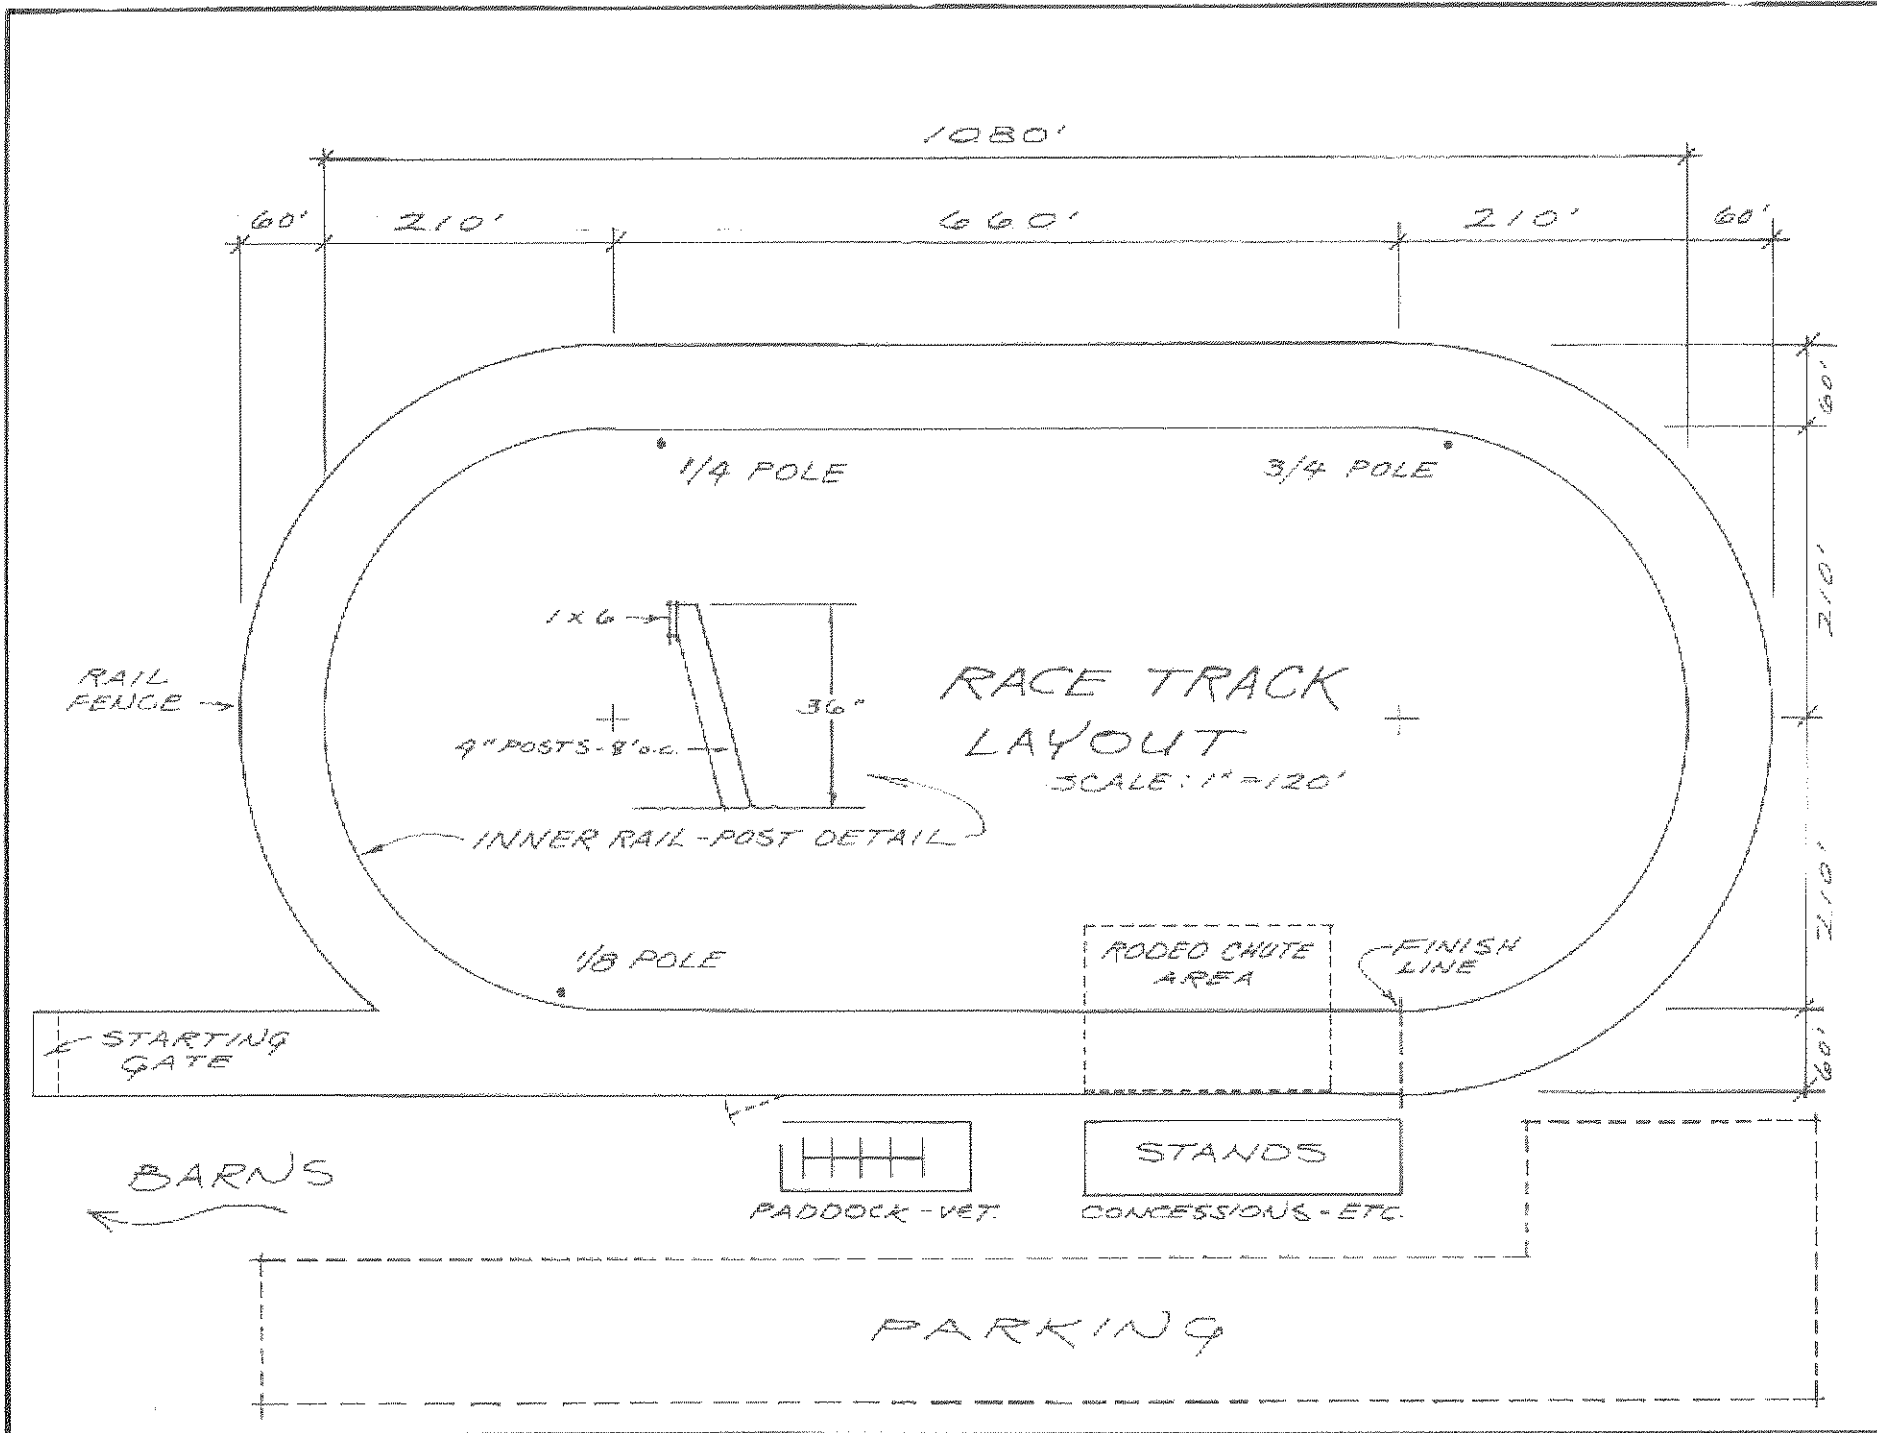 1080'
60' 210' 660' 210' 60'
60'
1/4 POLE 3/4 POLE
210'
1 x 6
RAIL
FENCE
36"
RACE TRACK
LAYOUT
4" POSTS - 8' o.c.
SCALE: 1" = 120'
INNER RAIL - POST DETAIL
210'
1/8 POLE
RODEO CHUTE
AREA
FINISH
LINE
STARTING
GATE
60'
BARNS
STANDS
PADDOCK - VET.
CONCESSIONS - ETC.
PARKING